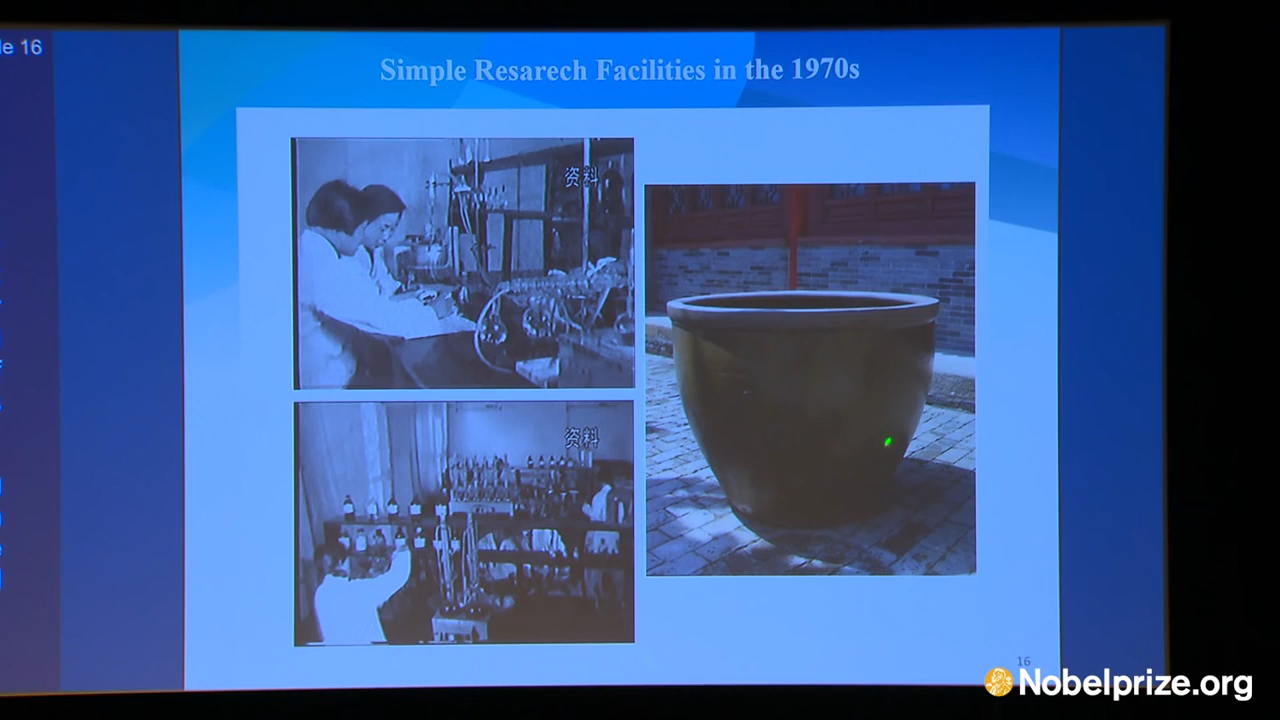 le 16
Simple Resarech Facilities in the 1970s
资料
资料
16
Nobelprize.org